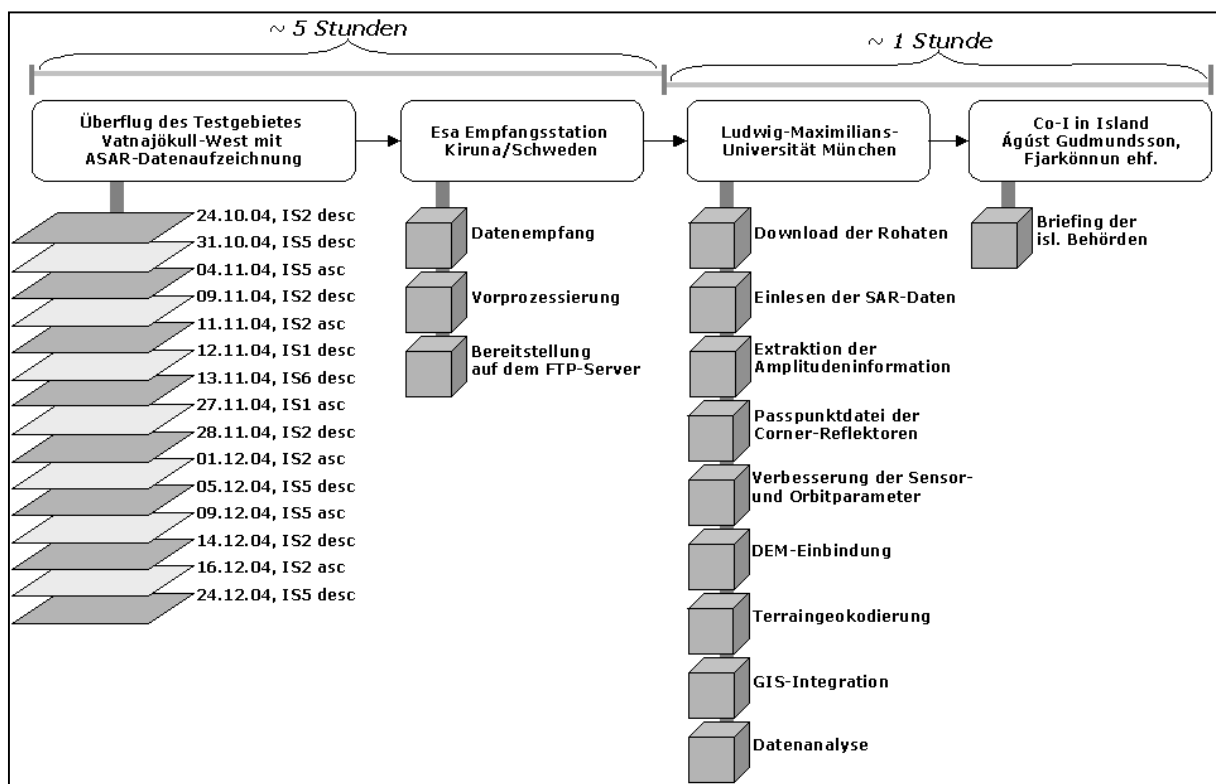 ~ 5 Stunden
~ 1 Stunde
Überflug des Testgebietes
Vatnajökull-West mit
ASAR-Datenaufzeichnung
Esa Empfangsstation
Kiruna/Schweden
Ludwig-Maximilians-
Universität München
Co-I in Island
Ágúst Gudmundsson,
Fjarkönnun ehf.
24.10.04, IS2 desc
31.10.04, IS5 desc
04.11.04, IS5 asc
09.11.04, IS2 desc
11.11.04, IS2 asc
12.11.04, IS1 desc
13.11.04, IS6 desc
27.11.04, IS1 asc
28.11.04, IS2 desc
01.12.04, IS2 asc
05.12.04, IS5 desc
09.12.04, IS5 asc
14.12.04, IS2 desc
16.12.04, IS2 asc
24.12.04, IS5 desc
Datenempfang
Vorprozessierung
Bereitstellung
auf dem FTP-Server
Download der Rohaten
Einlesen der SAR-Daten
Extraktion der
Amplitudeninformation
Passpunktdatei der
Corner-Reflektoren
Verbesserung der Sensor-
und Orbitparameter
DEM-Einbindung
Terraingeokodierung
GIS-Integration
Datenanalyse
Briefing der
isl. Behörden